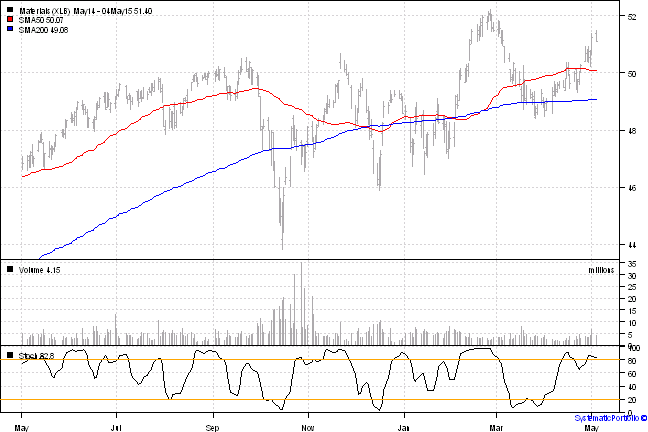 Materials (XLB) May14 - 04May15 51.40
SMA50 50.07
SMA200 49.08
52
50
48
46
44
Volume 4.15
millions
35
30
25
20
15
10
5
Stoch 82.8
100
80
60
40
20
0
May Jul Sep Nov Jan Mar May
SystematicPortfolio ©